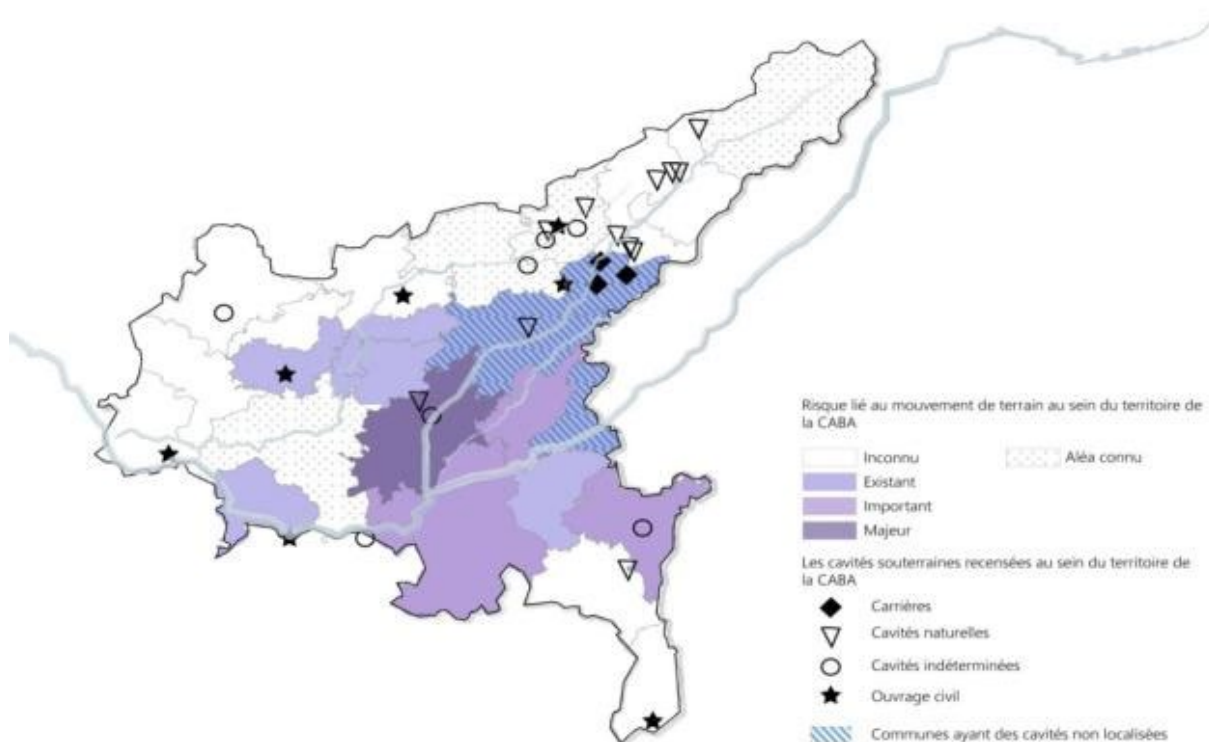 Risque lié au mouvement de terrain au sein du territoire de
la CABA
Inconnu
Aléa connu
Existant
Important
Majeur
Les cavités souterraines recensées au sein du territoire de
la CABA
Carrières
Cavités naturelles
Cavités indéterminées
Ouvrage civil
Communes ayant des cavités non localisées